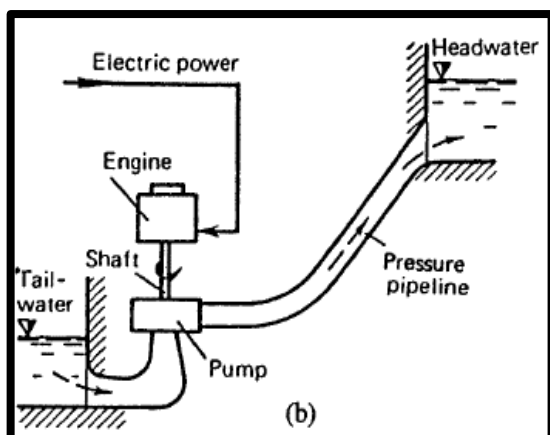 Electric power
Headwater
Engine
Shaft
Tail-
water
Pressure
pipeline
Pump
(b)